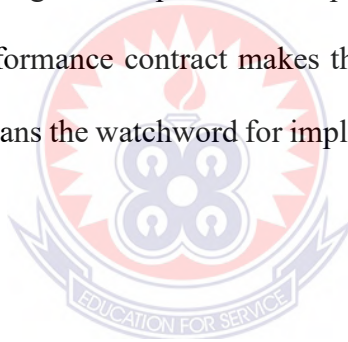 formance contract makes th
ans the watchword for impl
EDUCATION FOR SERVICE